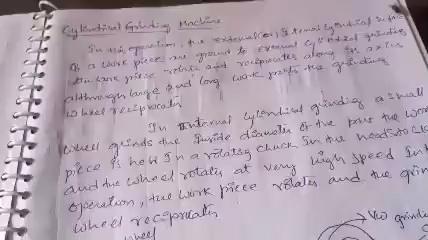 Cylindrical Grinding Machine
In this operation, the external or internal cylindrical surface
of a work piece are ground to external cylindrical grinding
the work piece rotate and reciprocates along its axis
although large and long work parts the grinding
wheel reciprocates
In Internal cylindrical grinding a small
wheel grinds the inside diameter of the part the work
piece is held in a rotating chuck in the headstock
and the wheel rotates at very high speed In t
operation, the work piece rotates and the grin
wheel reciprocates
wheel
grinde